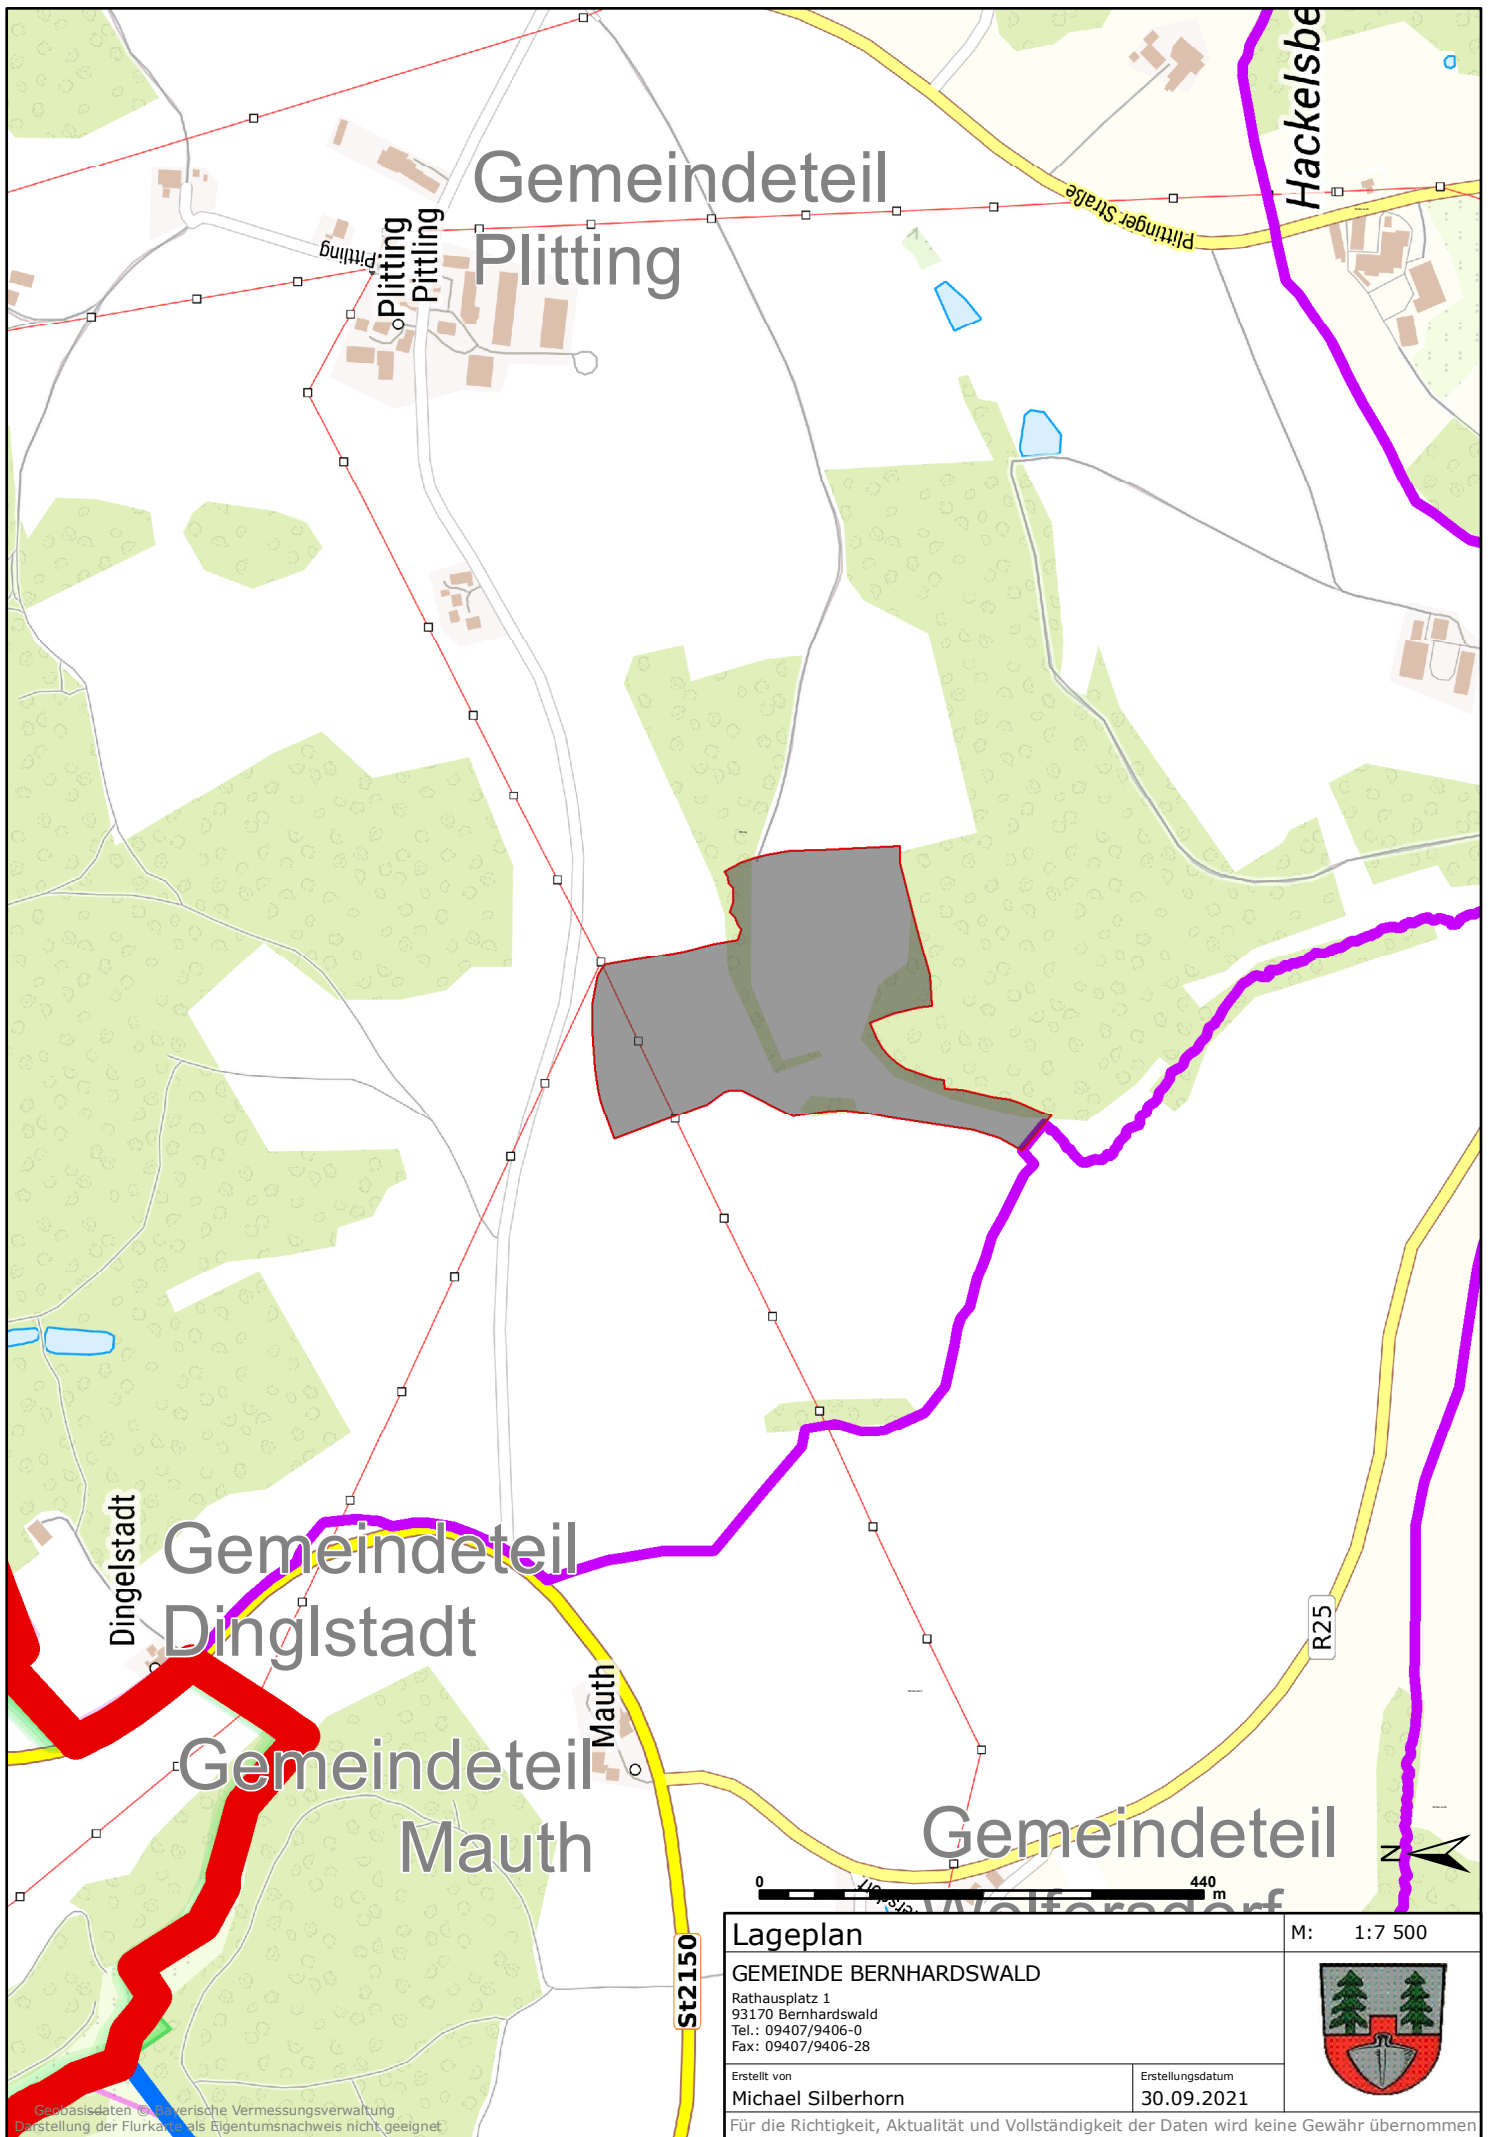 Hackelsbe
Gemeindeteil
Plitting
Plittinger Straße
Pittling
Plitting
Pittling
Dingelstadt
Gemeindeteil
Dinglstadt
R25
Mauth
Gemeindeteil
Mauth
Gemeindeteil
Wolfersdorf
N
0
440
m
St2150
Lageplan
M: 1:7 500
GEMEINDE BERNHARDSWALD
Rathausplatz 1
93170 Bernhardswald
Tel.: 09407/9406-0
Fax: 09407/9406-28
Erstellt von
Michael Silberhorn
Erstellungsdatum
30.09.2021
Geobasisdaten © Bayerische Vermessungsverwaltung
Darstellung der Flurkarte als Eigentumsnachweis nicht geeignet
Für die Richtigkeit, Aktualität und Vollständigkeit der Daten wird keine Gewähr übernommen